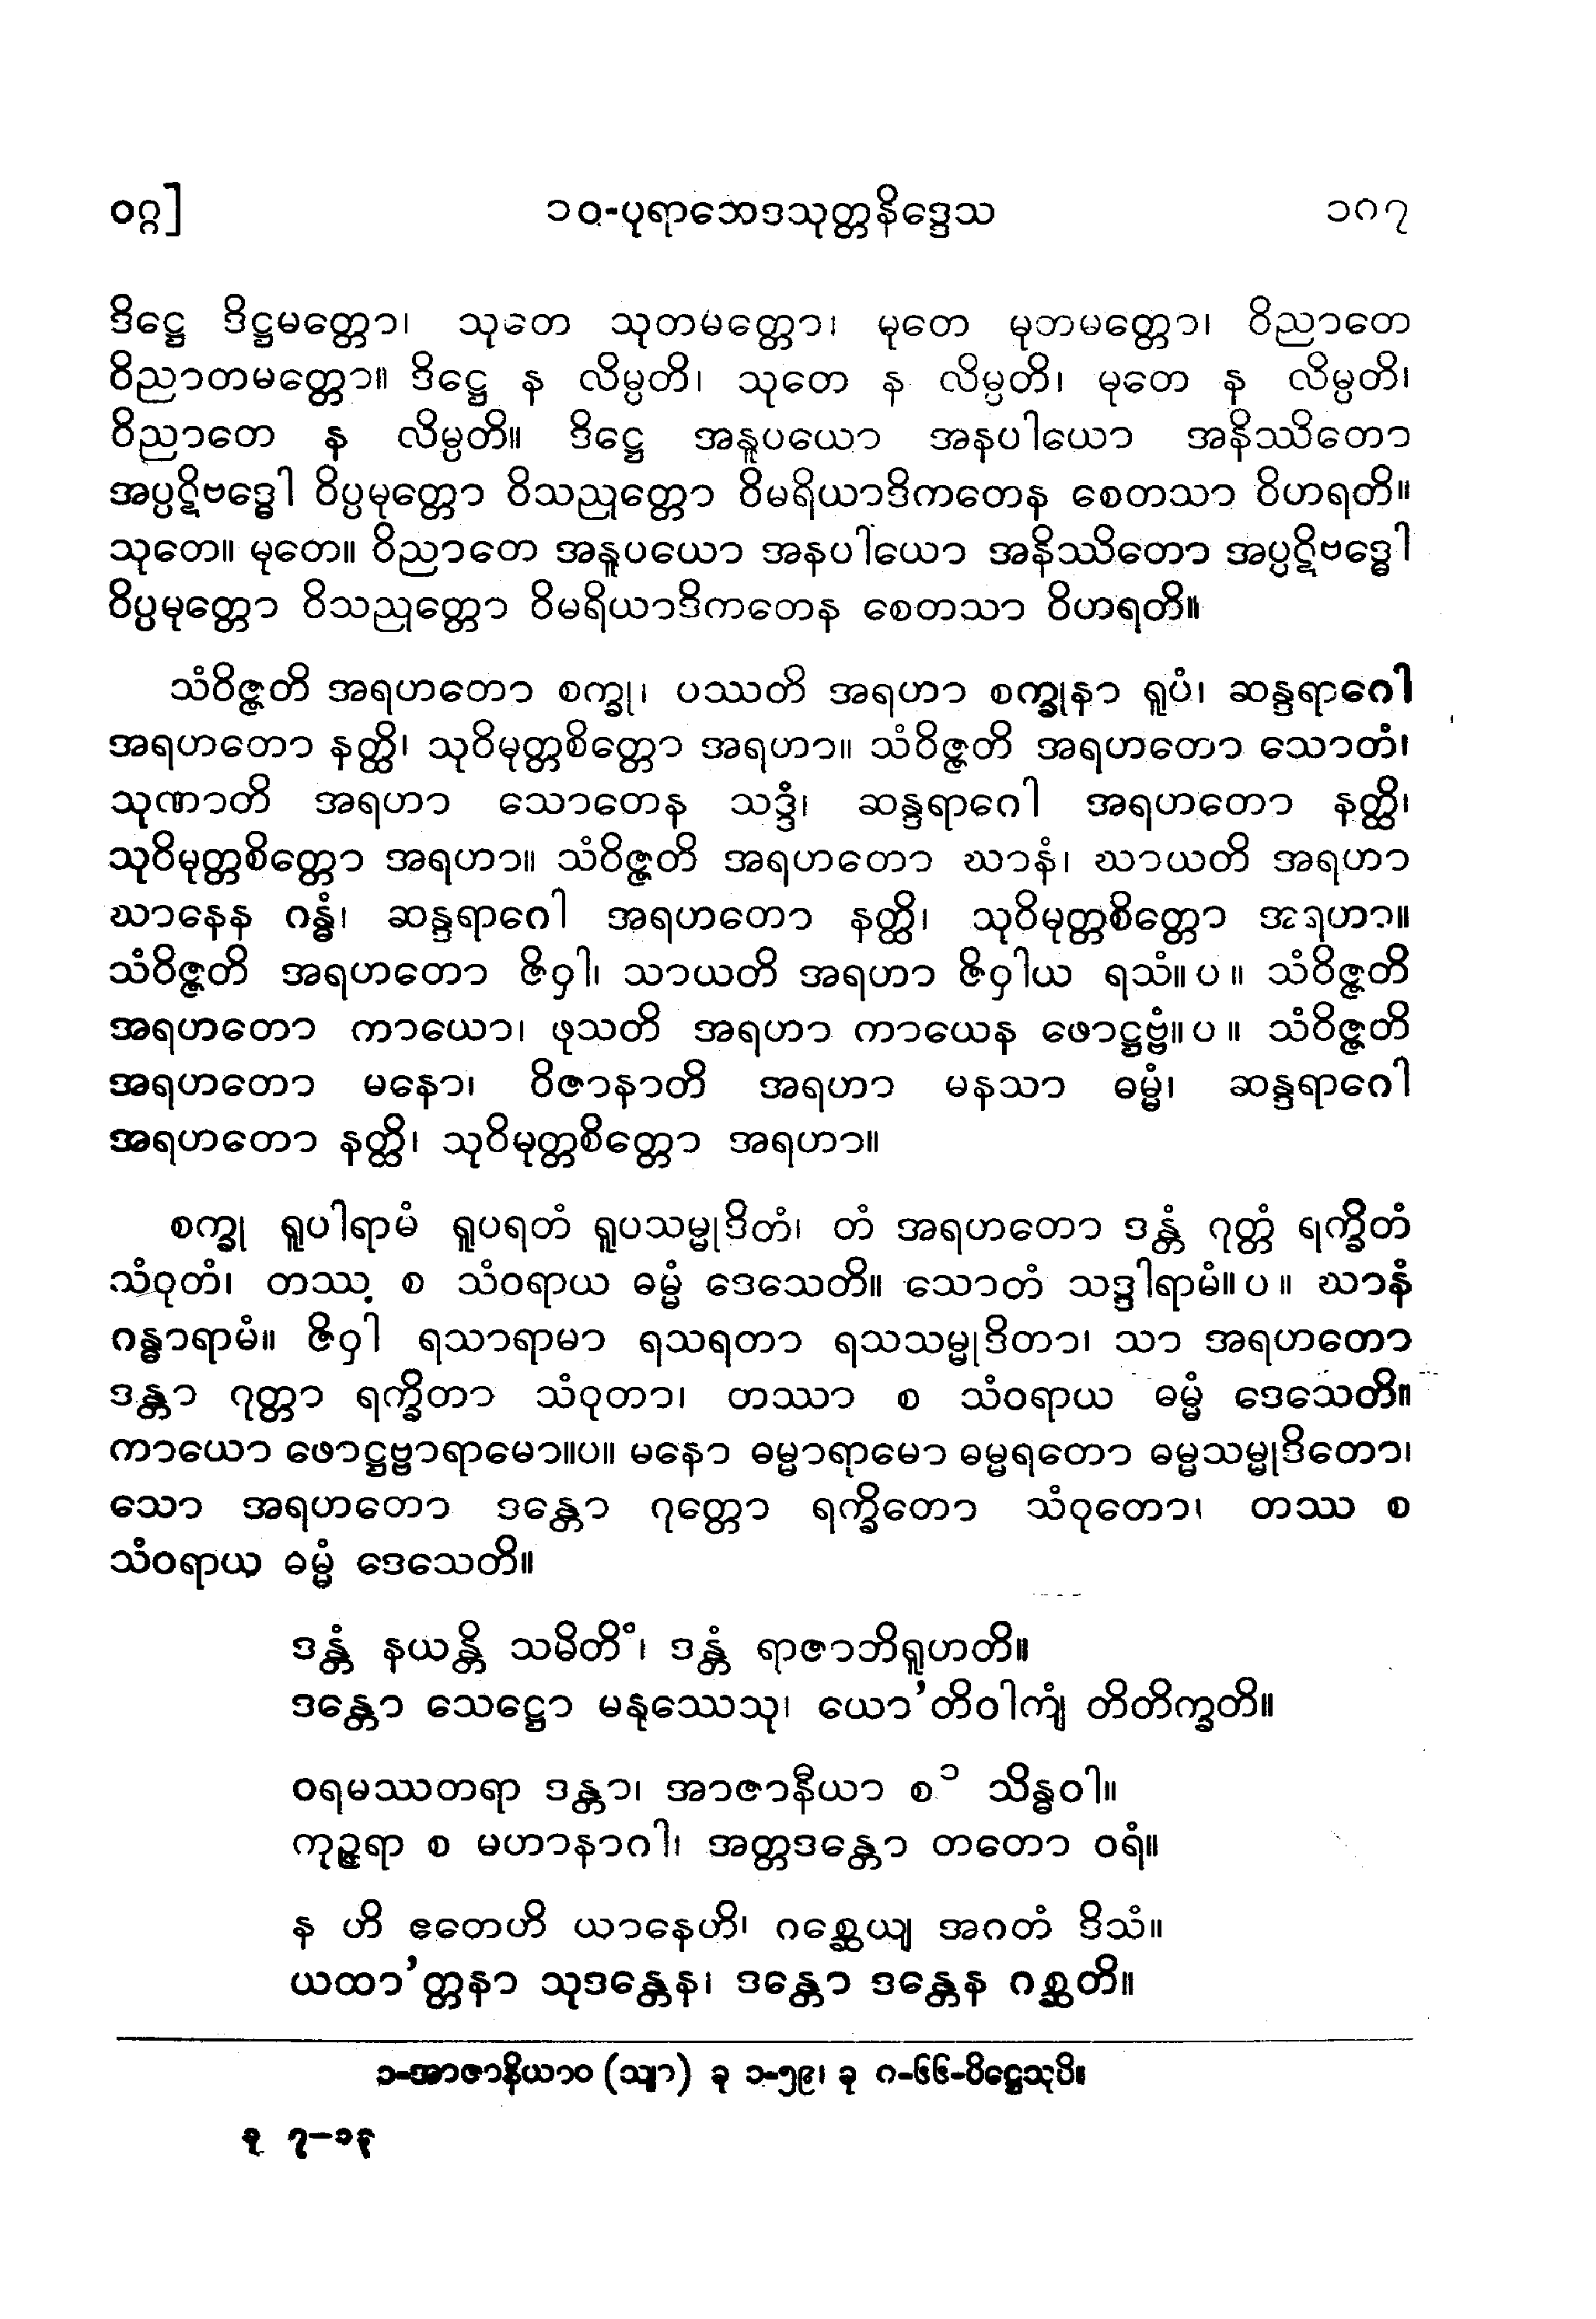 ဝဂ္ဂ]
၁၀-ပုရာဘေဒသုတ္တနိဒ္ဒေသ
၁၈၇
ဒိဋ္ဌေ ဒိဋ္ဌမတ္တော၊ သုတေ သုတမတ္တော၊ မုတေ မုတမတ္တော၊ ဝိညာတေ
ဝိညာတမတ္တော။ ဒိဋ္ဌေ န လိမ္ပတိ၊ သုတေ န လိမ္ပတိ၊ မုတေ န လိမ္ပတိ၊
ဝိညာတေ န လိမ္ပတိ။ ဒိဋ္ဌေ အနူပယော အနပါယော အနိဿိတော
အပ္ပဋိဗဒ္ဓေါ ဝိပ္ပမုတ္တော ဝိသညုတ္တော ဝိမရိယာဒိကတေန စေတသာ ဝိဟရတိ။
သုတေ။ မုတေ။ ဝိညာတေ အနူပယော အနပါယော အနိဿိတော အပ္ပဋိဗဒ္ဓေါ
ဝိပ္ပမုတ္တော ဝိသညုတ္တော ဝိမရိယာဒိကတေန စေတသာ ဝိဟရတိ။
သံဝိဇ္ဇတိ အရဟတော စက္ခု၊ ပဿတိ အရဟာ စက္ခုနာ ရူပံ၊ ဆန္ဒရာဂေါ
အရဟတော နတ္ထိ၊ သုဝိမုတ္တစိတ္တော အရဟာ။ သံဝိဇ္ဇတိ အရဟတော သောတံ၊
သုဏာတိ အရဟာ သောတေန သဒ္ဒံ၊ ဆန္ဒရာဂေါ အရဟတော နတ္ထိ၊
သုဝိမုတ္တစိတ္တော အရဟာ။ သံဝိဇ္ဇတိ အရဟတော ဃာနံ၊ ဃာယတိ အရဟာ
ဃာနေန ဂန္ဓံ၊ ဆန္ဒရာဂေါ အရဟတော နတ္ထိ၊ သုဝိမုတ္တစိတ္တော အရဟာ။
သံဝိဇ္ဇတိ အရဟတော ဇိဝှါ၊ သာယတိ အရဟာ ဇိဝှါယ ရသံ။ ပ ။ သံဝိဇ္ဇတိ
အရဟတော ကာယော၊ ဖုသတိ အရဟာ ကာယေန ဖောဋ္ဌဗ္ဗံ။ ပ ။ သံဝိဇ္ဇတိ
အရဟတော မနော၊ ဝိဇာနာတိ အရဟာ မနသာ ဓမ္မံ၊ ဆန္ဒရာဂေါ
အရဟတော နတ္ထိ၊ သုဝိမုတ္တစိတ္တော အရဟာ။
စက္ခု ရူပါရာမံ ရူပရတံ ရူပသမ္မုဒိတံ၊ တံ အရဟတော ဒန္တံ ဂုတ္တံ ရက္ခိတံ
သံဝုတံ၊ တဿ စ သံဝရာယ ဓမ္မံ ဒေသေတိ။ သောတံ သဒ္ဒါရာမံ။ ပ ။ ဃာနံ
ဂန္ဓာရာမံ။ ဇိဝှါ ရသာရာမာ ရသရတာ ရသသမ္မုဒိတာ၊ သာ အရဟတော
ဒန္တာ ဂုတ္တာ ရက္ခိတာ သံဝုတာ၊ တဿာ စ သံဝရာယ ဓမ္မံ ဒေသေတိ။
ကာယော ဖောဋ္ဌဗ္ဗာရာမော။ပ။ မနော ဓမ္မာရာမော ဓမ္မရတော ဓမ္မသမ္မုဒိတော၊
သော အရဟတော ဒန္တော ဂုတ္တော ရက္ခိတော သံဝုတော၊ တဿ စ
သံဝရာယ ဓမ္မံ ဒေသေတိ။
ဒန္တံ နယန္တိ သမိတိံ၊ ဒန္တံ ရာဇာဘိရူဟတိ။
ဒန္တော သေဋ္ဌော မနုဿေသု၊ ယော'တိဝါကျံ တိတိက္ခတိ။
ဝရမဿတရာ ဒန္တာ၊ အာဇာနီယာ စ ၁ သိန္ဓဝါ။
ကုဉ္ဇရာ စ မဟာနာဂါ၊ အတ္တဒန္တော တတော ဝရံ။
န ဟိ ဧတေဟိ ယာနေဟိ၊ ဂစ္ဆေယျ အဂတံ ဒိသံ။
ယထာ'တ္တနာ သုဒန္တေန၊ ဒန္တော ဒန္တေန ဂစ္ဆတိ။
၁-အာဇာနိယာဝ (သျာ) ခု ၁-၅၉၊ ခု ၈-၆၆-ပိဋ္ဌေသုပိ။
ခု ၇-၁၃